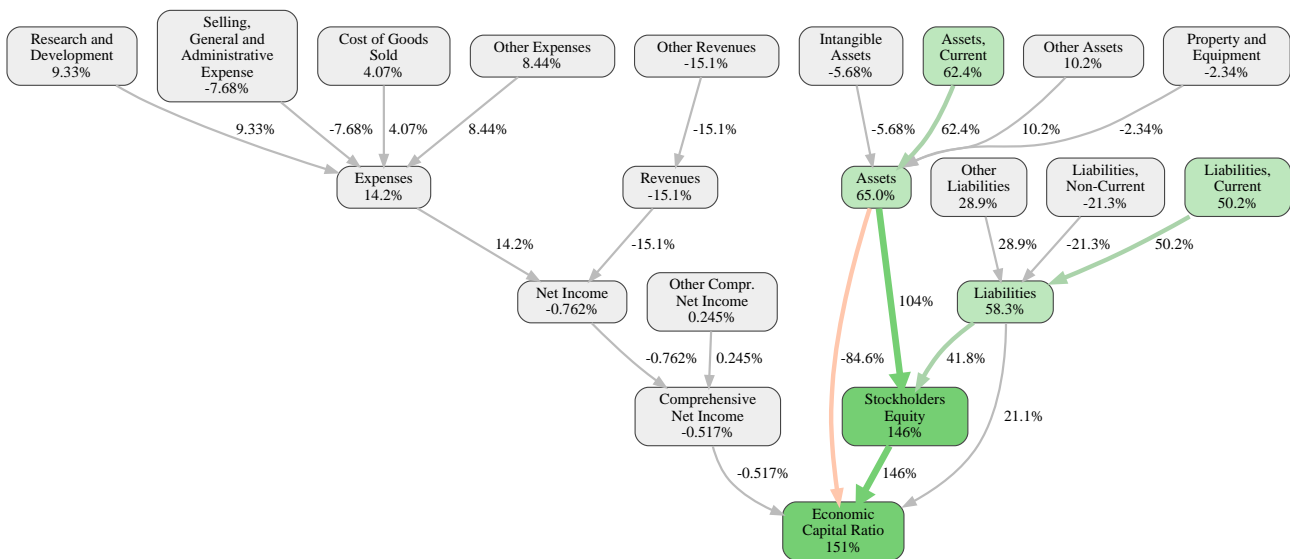 Research and
Development
9.33%
Selling,
General and
Administrative
Expense
-7.68%
Cost of Goods
Sold
4.07%
Other Expenses
8.44%
Other Revenues
-15.1%
Intangible
Assets
-5.68%
Assets,
Current
62.4%
Other Assets
10.2%
Property and
Equipment
-2.34%
9.33%
-7.68%
4.07%
8.44%
-15.1%
-5.68%
62.4%
10.2%
-2.34%
Expenses
14.2%
Revenues
-15.1%
Assets
65.0%
Other
Liabilities
28.9%
Liabilities,
Non-Current
-21.3%
Liabilities,
Current
50.2%
14.2%
-15.1%
28.9%
-21.3%
50.2%
Net Income
-0.762%
Other Compr.
Net Income
0.245%
104%
Liabilities
58.3%
-0.762%
0.245%
-84.6%
41.8%
Comprehensive
Net Income
-0.517%
Stockholders
Equity
146%
21.1%
-0.517%
146%
Economic
Capital Ratio
151%